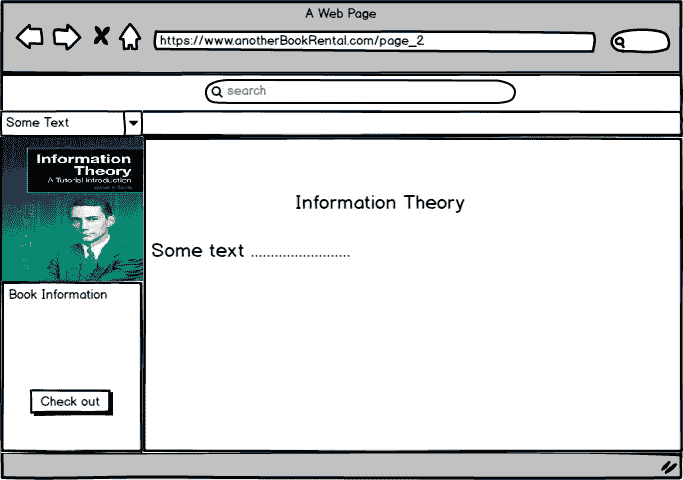 A Web Page
https://www.anotherBookRental.com/page_2
search
Some Text
Information
Theory
A Tutorial Introduction
Information Theory
Some text .........................
Book Information
Check out